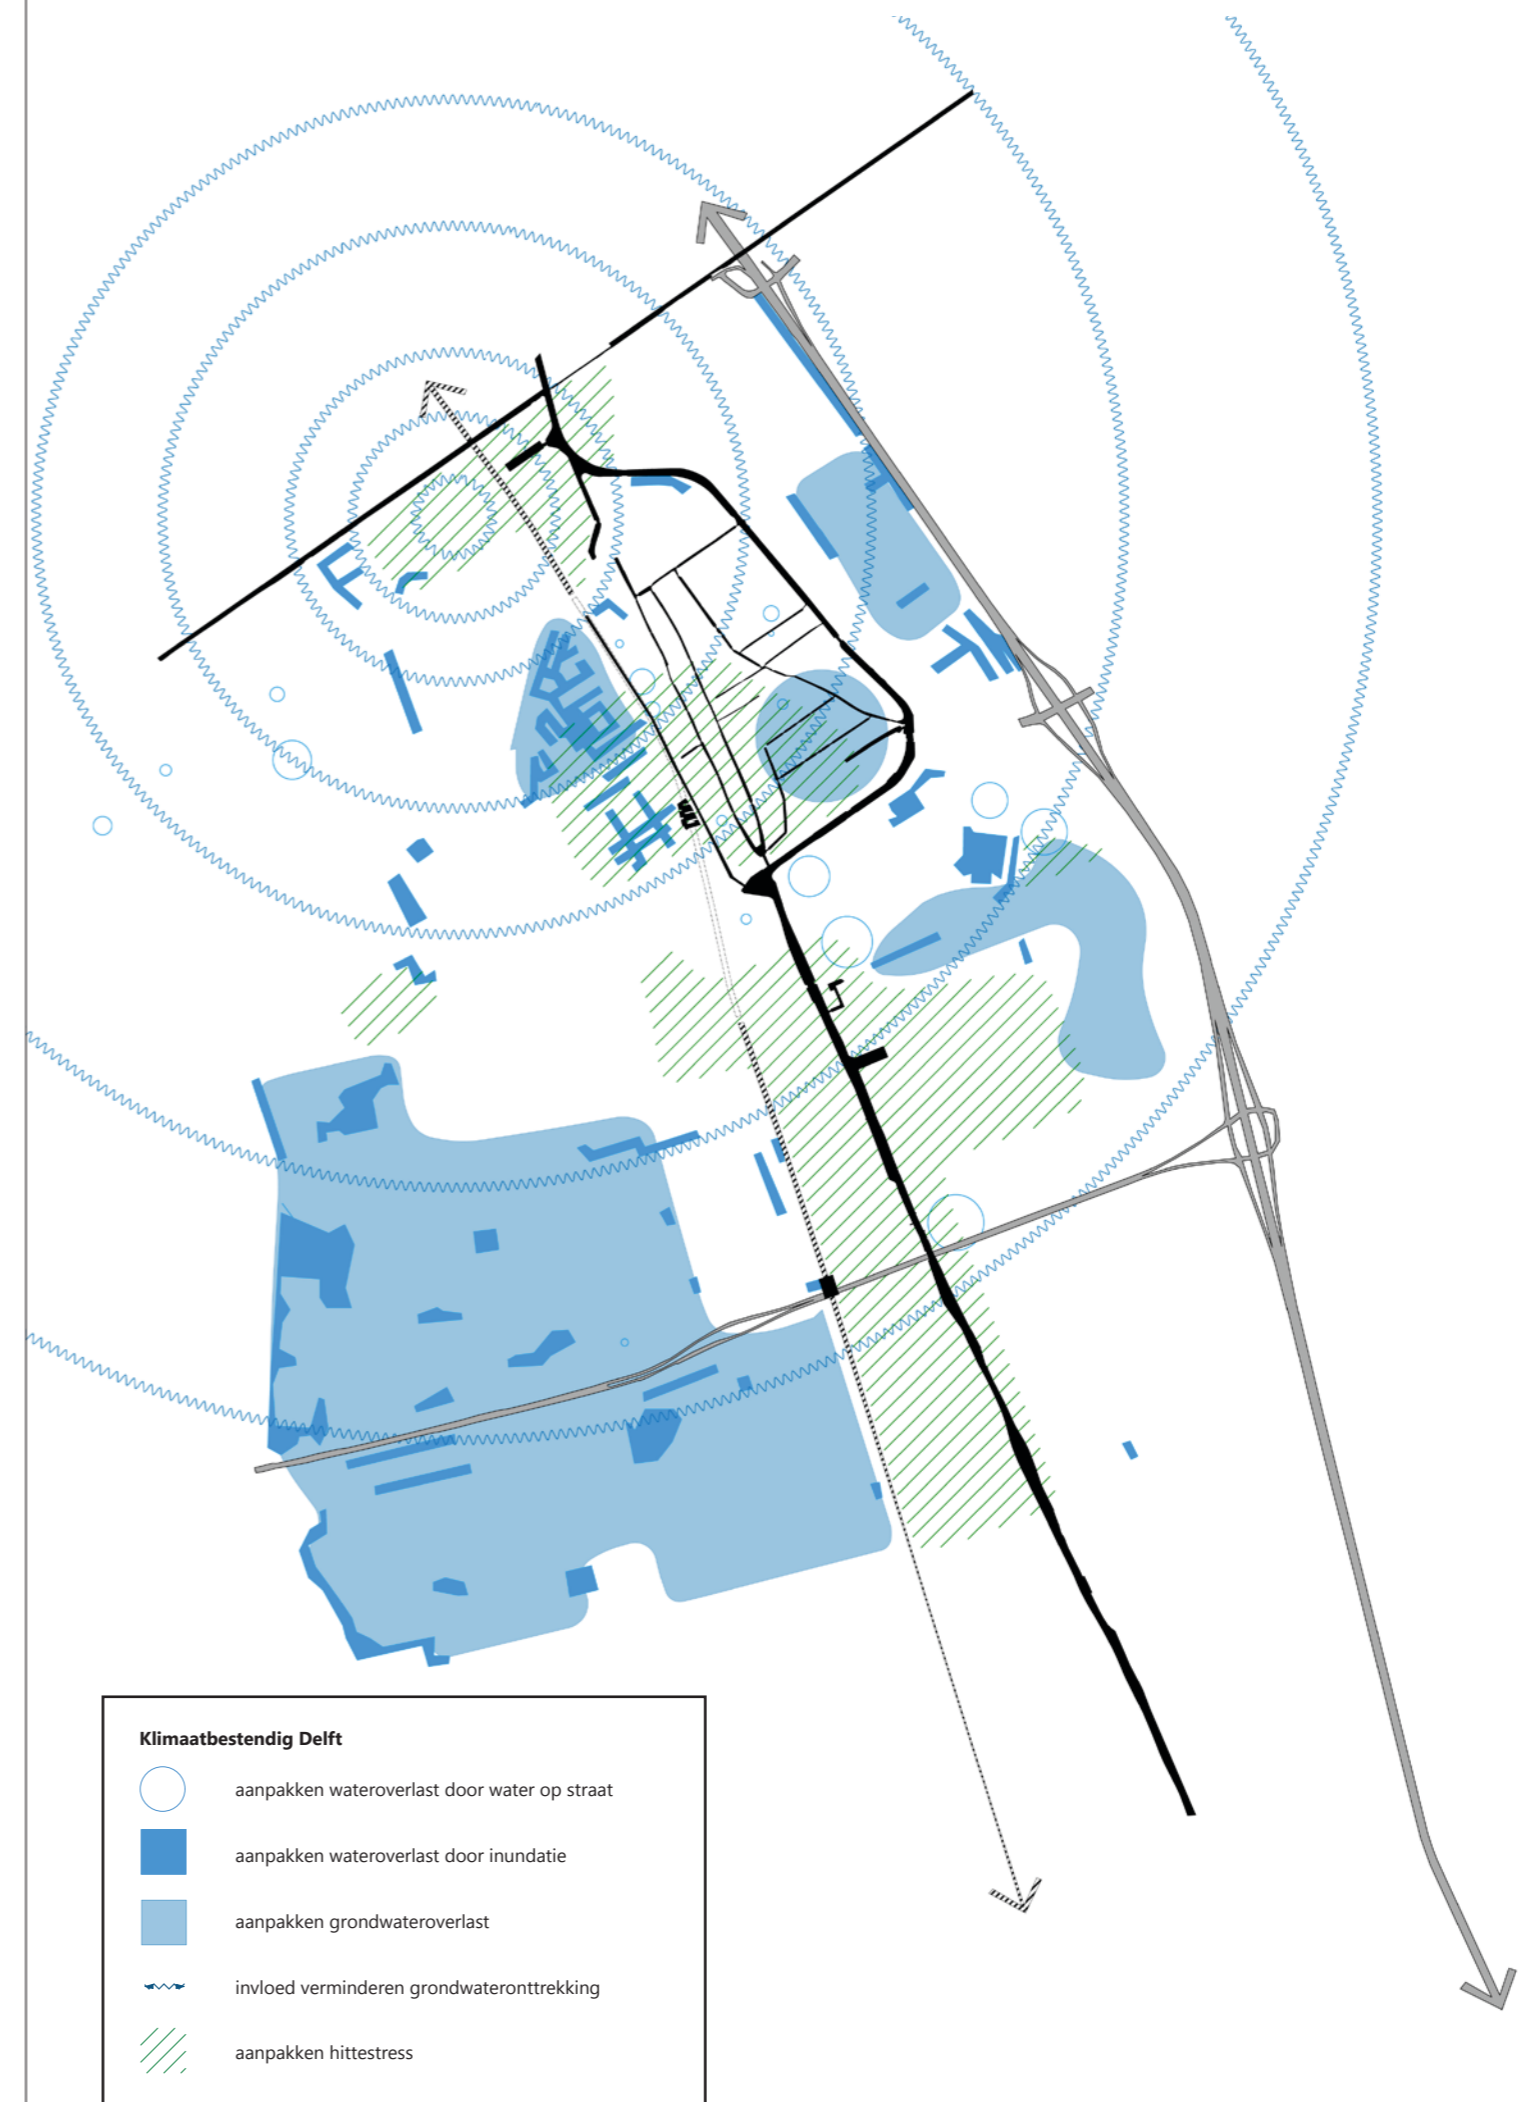 Klimaatbestendig Delft
aanpakken wateroverlast door water op straat
aanpakken wateroverlast door inundatie
aanpakken grondwateroverlast
invloed verminderen grondwateronttrekking
aanpakken hittestress